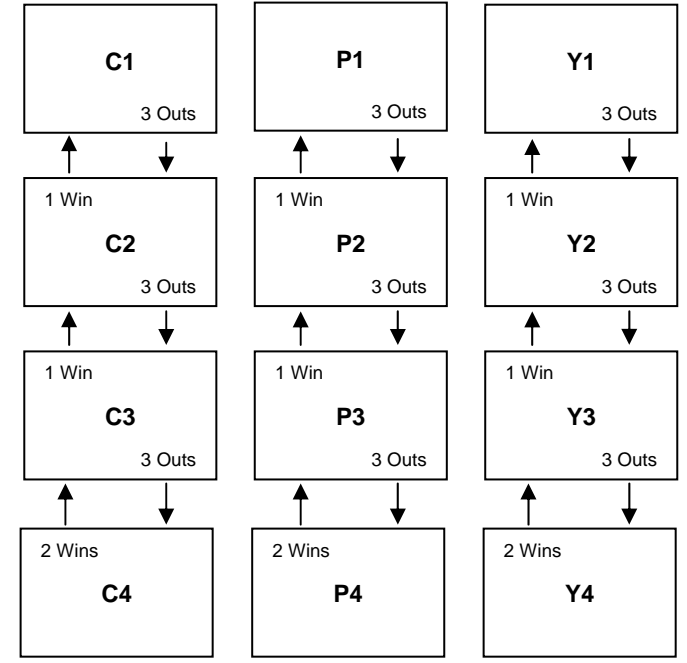 C1
3 Outs
P1
3 Outs
Y1
3 Outs
1 Win
C2
3 Outs
1 Win
P2
3 Outs
1 Win
Y2
3 Outs
1 Win
C3
3 Outs
1 Win
P3
3 Outs
1 Win
Y3
3 Outs
2 Wins
C4
2 Wins
P4
2 Wins
Y4